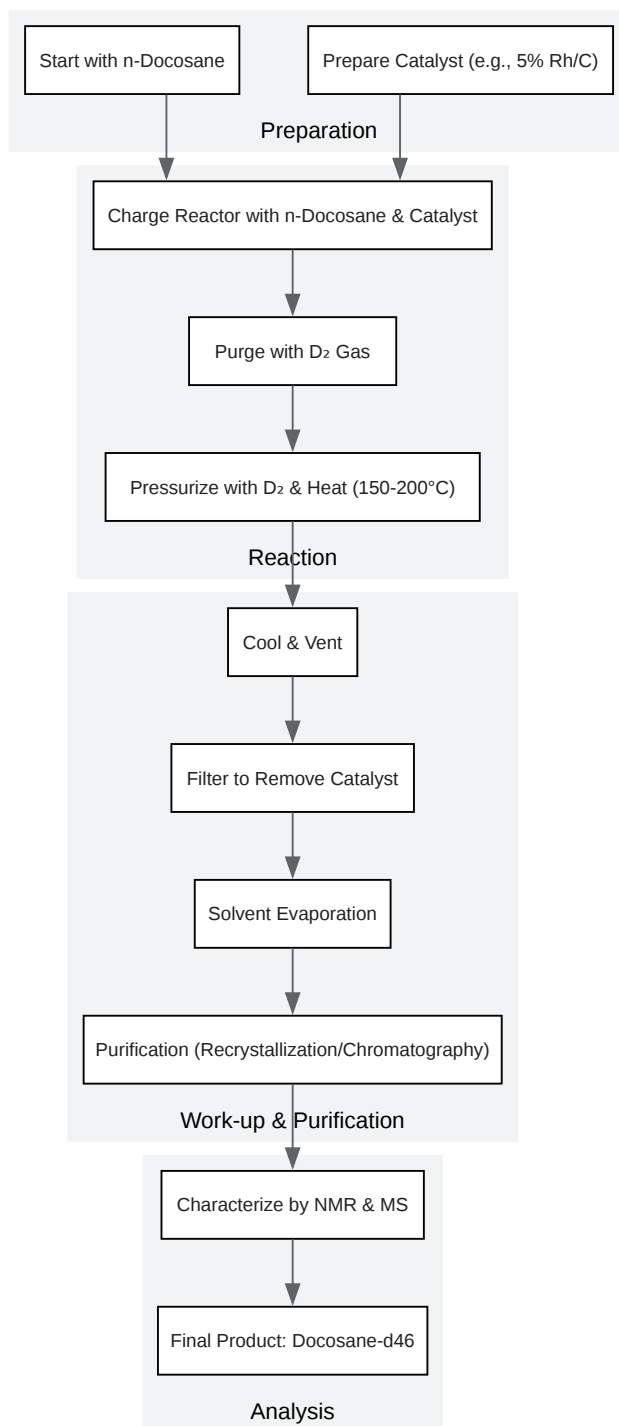 Start with n-Docosane
Prepare Catalyst (e.g., 5% Rh/C)
Preparation
Charge Reactor with n-Docosane & Catalyst
Purge with D₂ Gas
Pressurize with D₂ & Heat (150-200°C)
Reaction
Cool & Vent
Filter to Remove Catalyst
Solvent Evaporation
Purification (Recrystallization/Chromatography)
Work-up & Purification
Characterize by NMR & MS
Final Product: Docosane-d46
Analysis